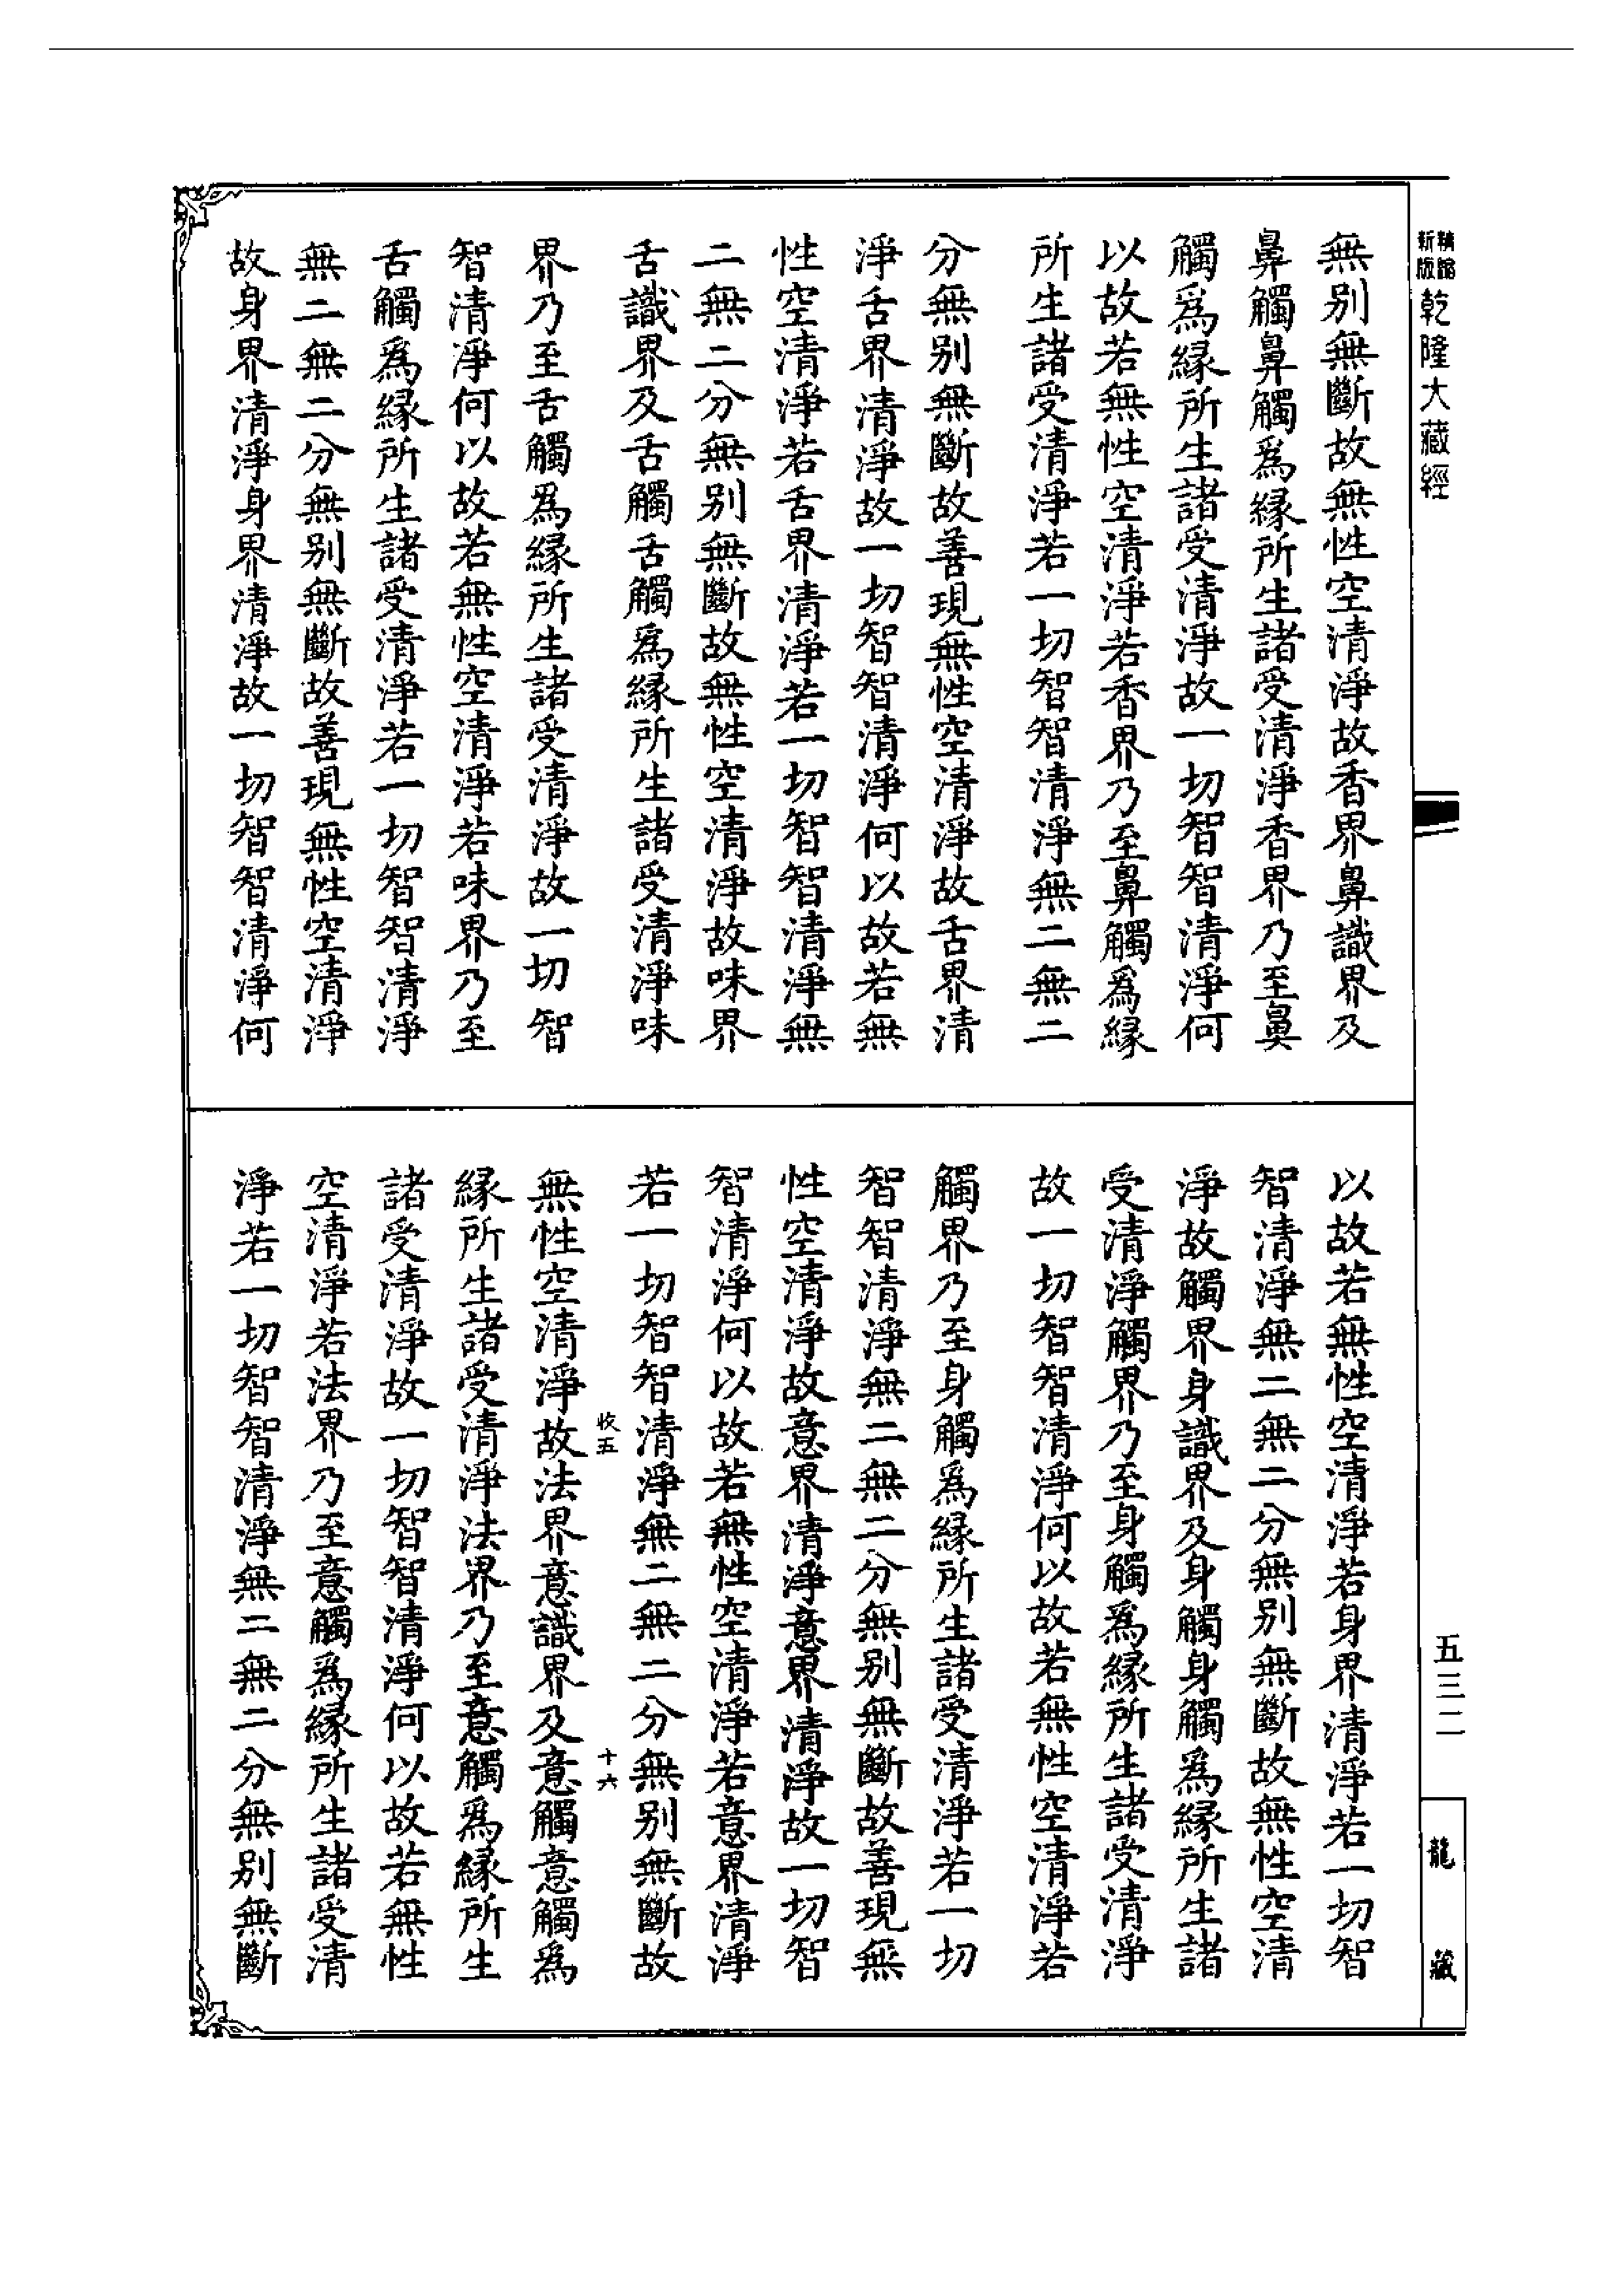 新版
精縮
乾隆大藏經
無别無斷故無性空清淨故香界鼻識界及
鼻觸鼻觸爲緣所生諸受清淨香界乃至鼻
觸爲緣所生諸受清淨故一切智智清淨何
以故若無性空清淨若香界乃至鼻觸爲緣
所生諸受清淨若一切智智清淨無二無二
分無别無斷故善現無性空清淨故舌界清
淨舌界清淨故一切智智清淨何以故若無
性空清淨若舌界清淨若一切智智清淨無
二無二分無别無斷故無性空清淨故味界
舌識界及舌觸舌觸爲緣所生諸受清淨味
界乃至舌觸爲緣所生諸受清淨故一切智
智清淨何以故若無性空清淨若味界乃至
舌觸爲緣所生諸受清淨若一切智智清淨
無二無二分無别無斷故善現無性空清淨
故身界清淨身界清淨故一切智智清淨何
以故若無性空清淨若身界清淨若一切智
智清淨無二無二分無别無斷故無性空清
淨故觸界身識界及身觸身觸爲緣所生諸
受清淨觸界乃至身觸爲緣所生諸受清淨
故一切智智清淨何以故若無性空清淨若
觸界乃至身觸爲緣所生諸受清淨若一切
智智清淨無二無二分無别無斷故善現無
性空清淨故意界清淨意界清淨故一切智
智清淨何以故若無性空清淨若意界清淨
若一切智智清淨無二無二分無别無斷故
收五
十六
無性空清淨故法界意識界及意觸意觸爲
緣所生諸受清淨法界乃至意觸爲緣所生
諸受清淨故一切智智清淨何以故若無性
空清淨若法界乃至意觸爲緣所生諸受清
淨若一切智智清淨無二無二分無别無斷
五三二
龍藏